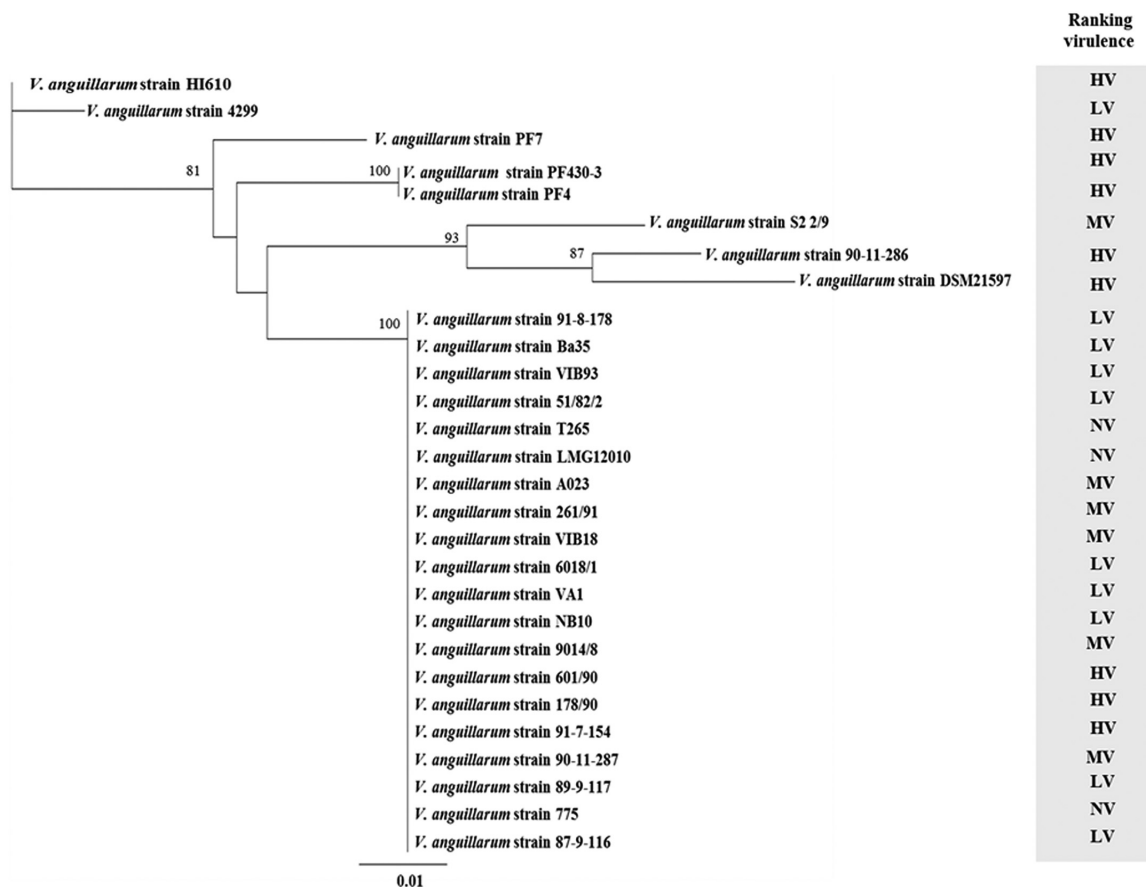 Ranking
virulence
V. anguillarum strain HI610 HV
V. anguillarum strain 4299 LV
V. anguillarum strain PF7 HV
81
100 V. anguillarum strain PF430-3 HV
V. anguillarum strain PF4 HV
V. anguillarum strain S2 2/9 MV
93
87 V. anguillarum strain 90-11-286 HV
V. anguillarum strain DSM21597 HV
100 V. anguillarum strain 91-8-178 LV
V. anguillarum strain Ba35 LV
V. anguillarum strain VIB93 LV
V. anguillarum strain 51/82/2 LV
V. anguillarum strain T265 NV
V. anguillarum strain LMG12010 NV
V. anguillarum strain A023 MV
V. anguillarum strain 261/91 MV
V. anguillarum strain VIB18 MV
V. anguillarum strain 6018/1 LV
V. anguillarum strain VA1 LV
V. anguillarum strain NB10 LV
V. anguillarum strain 9014/8 MV
V. anguillarum strain 601/90 HV
V. anguillarum strain 178/90 HV
V. anguillarum strain 91-7-154 HV
V. anguillarum strain 90-11-287 MV
V. anguillarum strain 89-9-117 LV
V. anguillarum strain 775 NV
V. anguillarum strain 87-9-116 LV
0.01